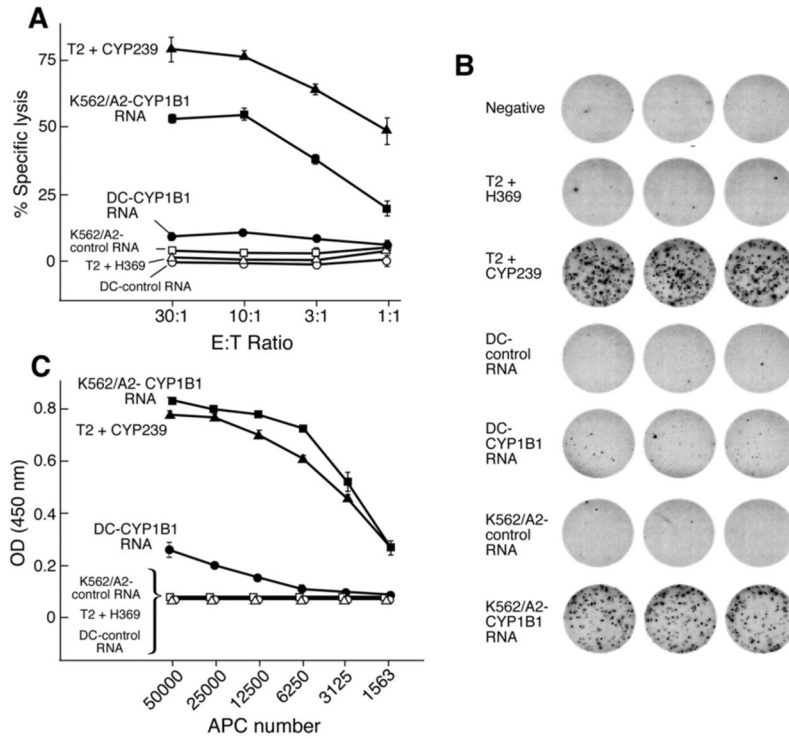 A
T2 + CYP239
K562/A2-CYP1B1
RNA
DC-CYP1B1
RNA
K562/A2-
control RNA
T2 + H369
DC-control RNA
% Specific lysis
75
50
25
0
30:1 10:1 3:1 1:1
E:T Ratio
C
K562/A2- CYP1B1
RNA
T2 + CYP239
DC-CYP1B1
RNA
K562/A2-
control RNA
T2 + H369
DC-control
RNA
OD (450 nm)
0.8
0.6
0.4
0.2
0
50000 25000 12500 6250 3125 1563
APC number
B
Negative
T2 +
H369
T2 +
CYP239
DC-
control
RNA
DC-
CYP1B1
RNA
K562/A2-
control
RNA
K562/A2-
CYP1B1
RNA